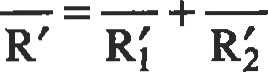 = +
R′ R′₁ R′₂